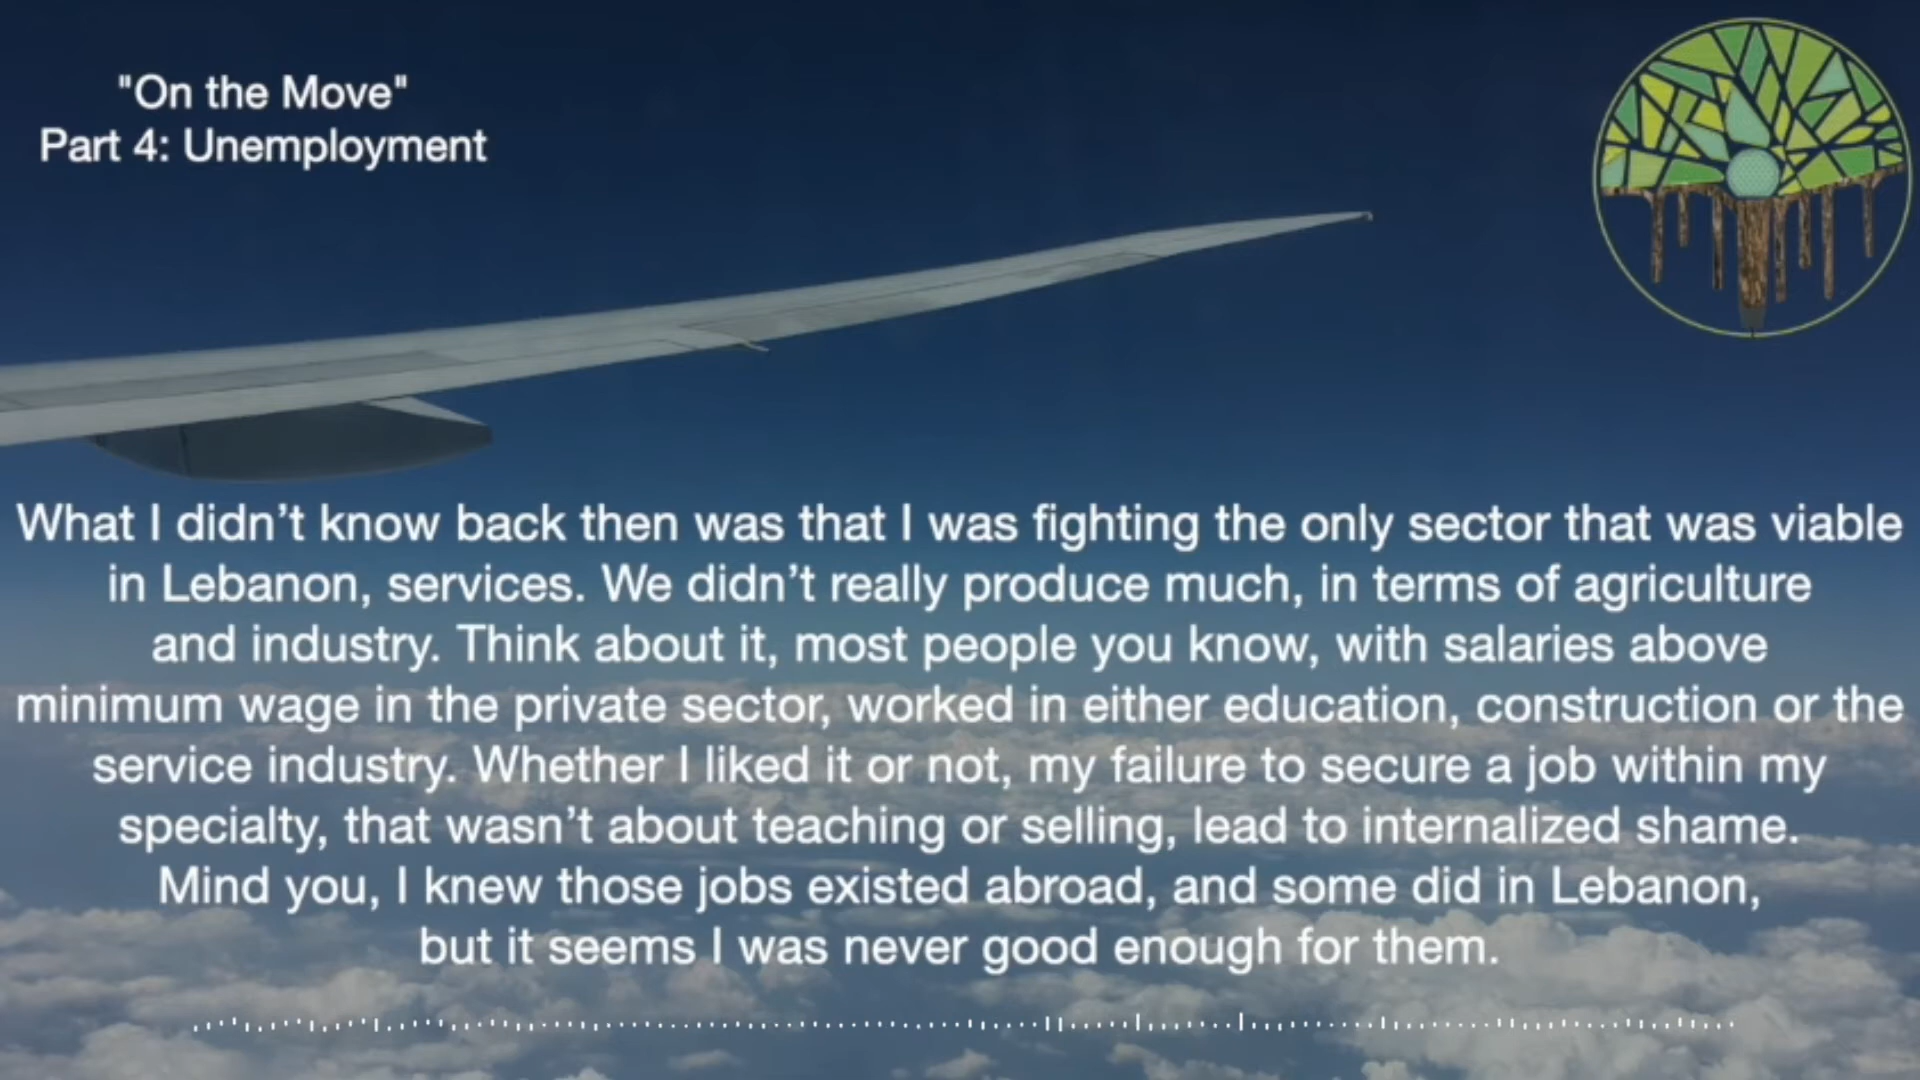 "On the Move"
Part 4: Unemployment
What I didn’t know back then was that I was fighting the only sector that was viable
in Lebanon, services. We didn’t really produce much, in terms of agriculture
and industry. Think about it, most people you know, with salaries above
minimum wage in the private sector, worked in either education, construction or the
service industry. Whether I liked it or not, my failure to secure a job within my
specialty, that wasn’t about teaching or selling, lead to internalized shame.
Mind you, I knew those jobs existed abroad, and some did in Lebanon,
but it seems I was never good enough for them.